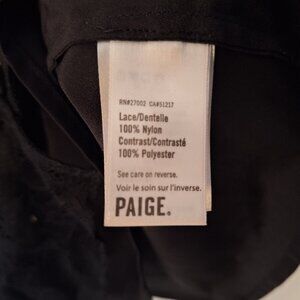 RN#27002 CA#51217
Lace/Dentelle
100% Nylon
Contrast/Contrasté
100% Polyester
See care on reverse.
Voir le soin sur l'inverse.
PAIGE.